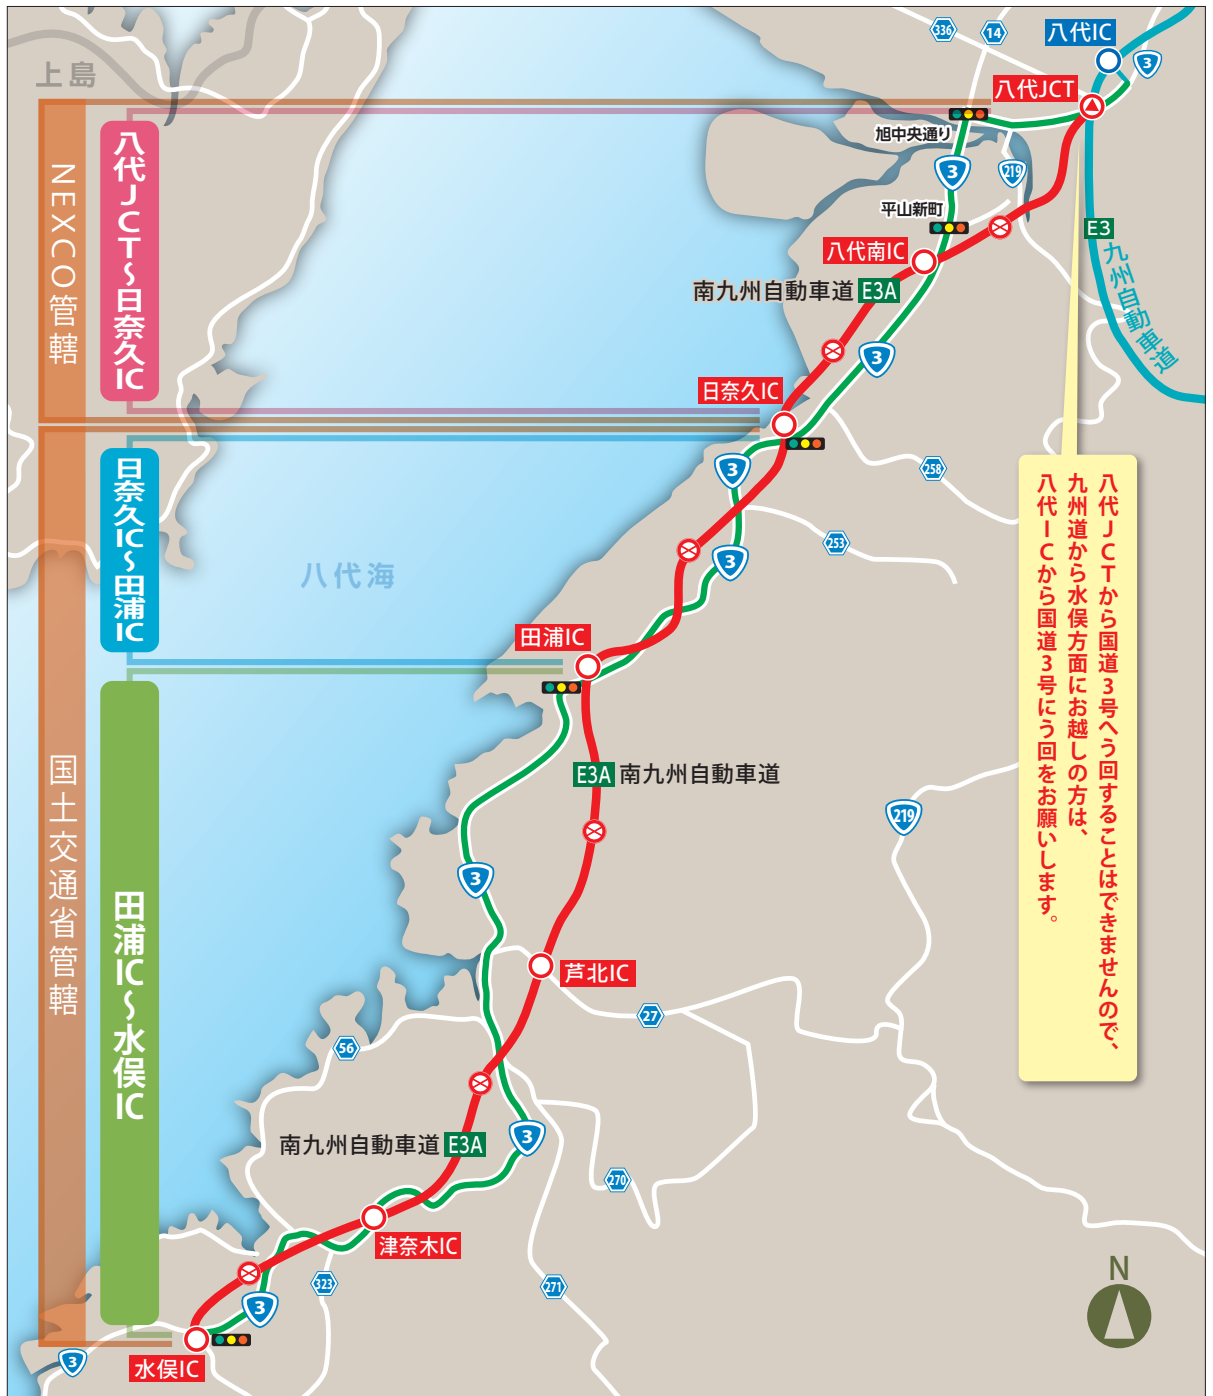 336
14
八代IC
3
上島
八代JCT
旭中央通り
3
219
平山新町
E3
九州自動車道
八代南IC
南九州自動車道 E3A
3
NEXCO管轄
八代JCT～日奈久IC
日奈久IC
3
258
253
3
日奈久IC～田浦IC
八代海
田浦IC
八代JCTから国道3号へう回することはできませんので、
九州道から水俣方面にお越しの方は、
八代ーCから国道3号にう回をお願いします。
E3A 南九州自動車道
219
3
国土交通省管轄
田浦IC～水俣IC
芦北IC
27
56
3
南九州自動車道 E3A
270
津奈木IC
323
271
3
水俣IC
3
N